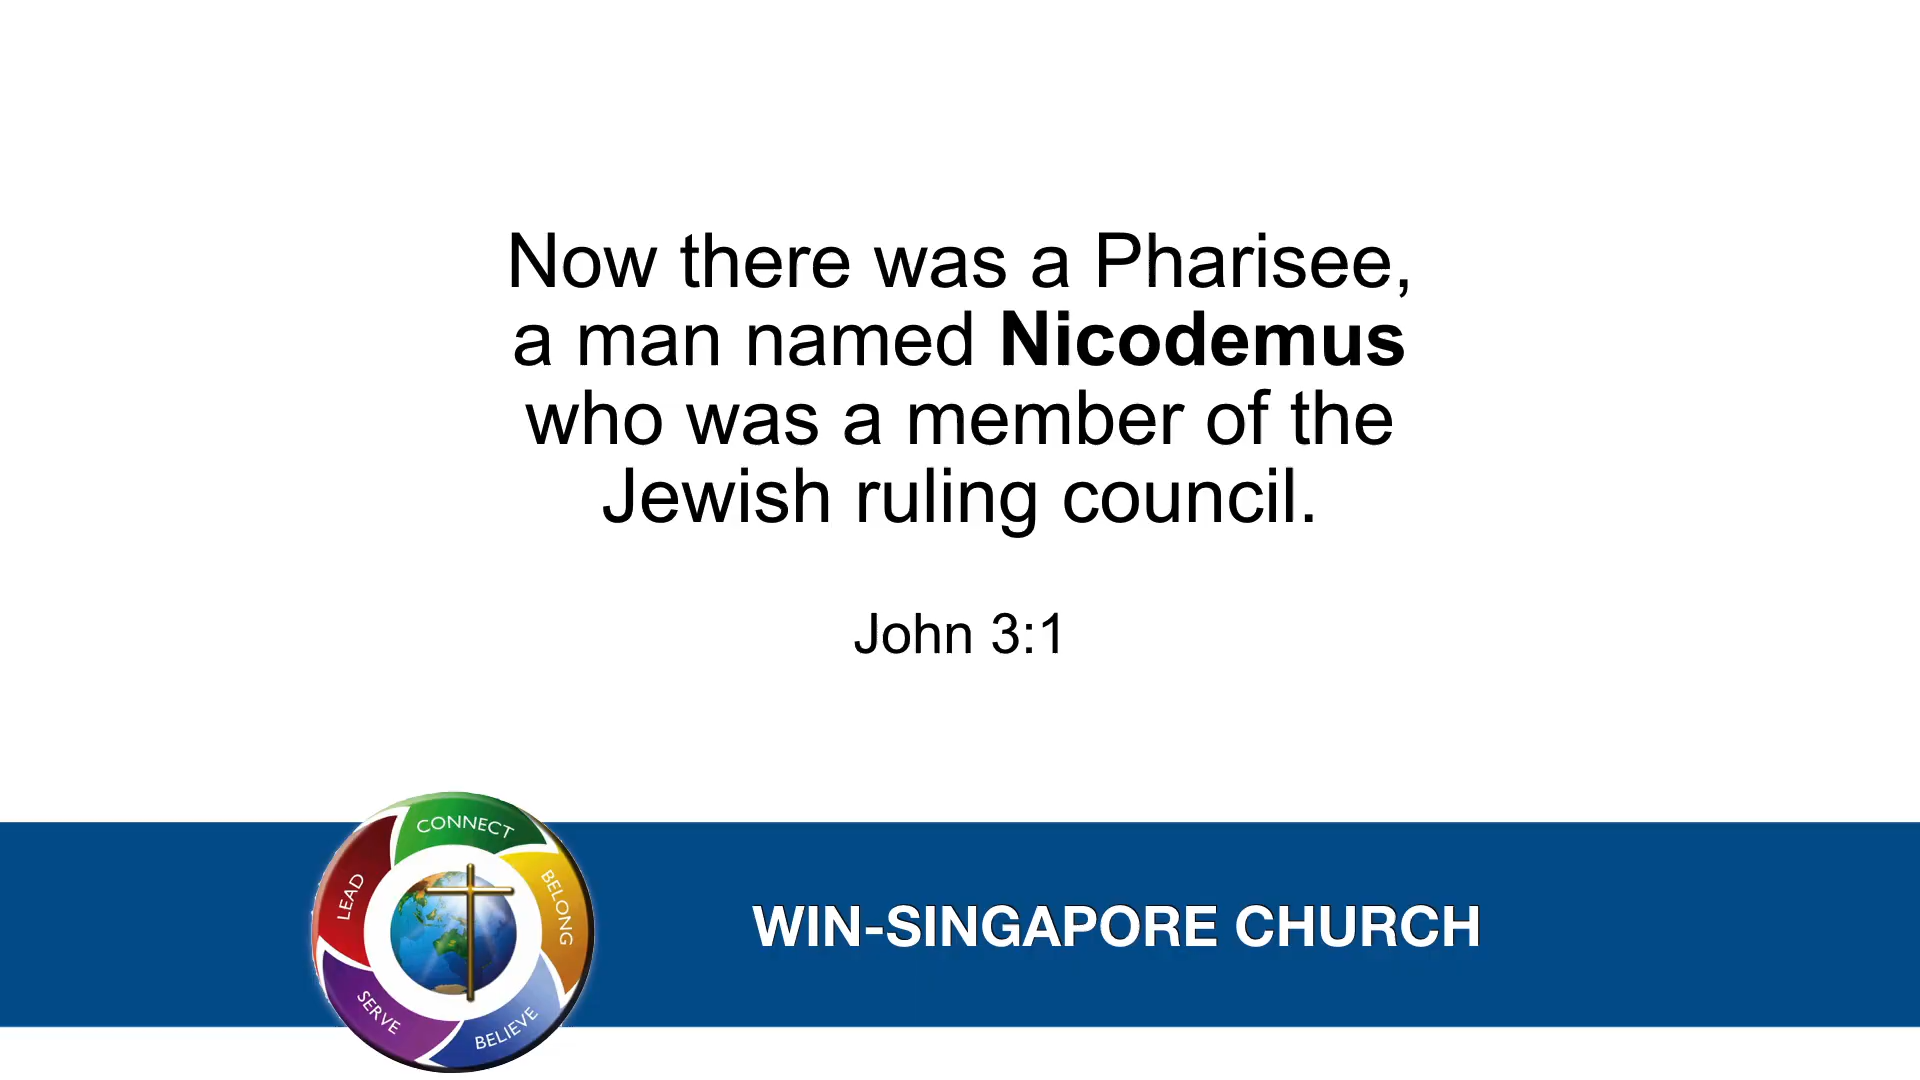 Now there was a Pharisee,
a man named Nicodemus
who was a member of the
Jewish ruling council.
John 3:1
CONNECT
BELONG
BELIEVE
SERVE
LEAD
WIN-SINGAPORE CHURCH